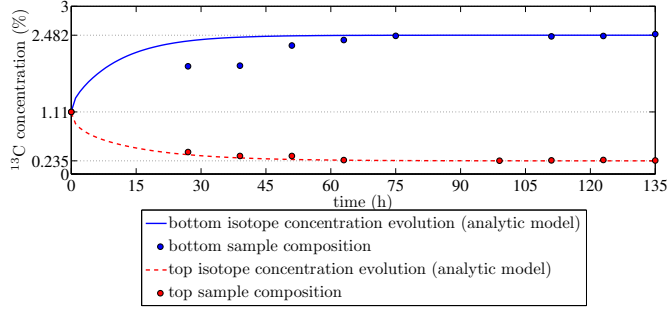 3
2.482
1.11
0.235
0
¹³C concentration (%)
0 15 30 45 60 75 90 105 120 135
time (h)
bottom isotope concentration evolution (analytic model)
bottom sample composition
top isotope concentration evolution (analytic model)
top sample composition